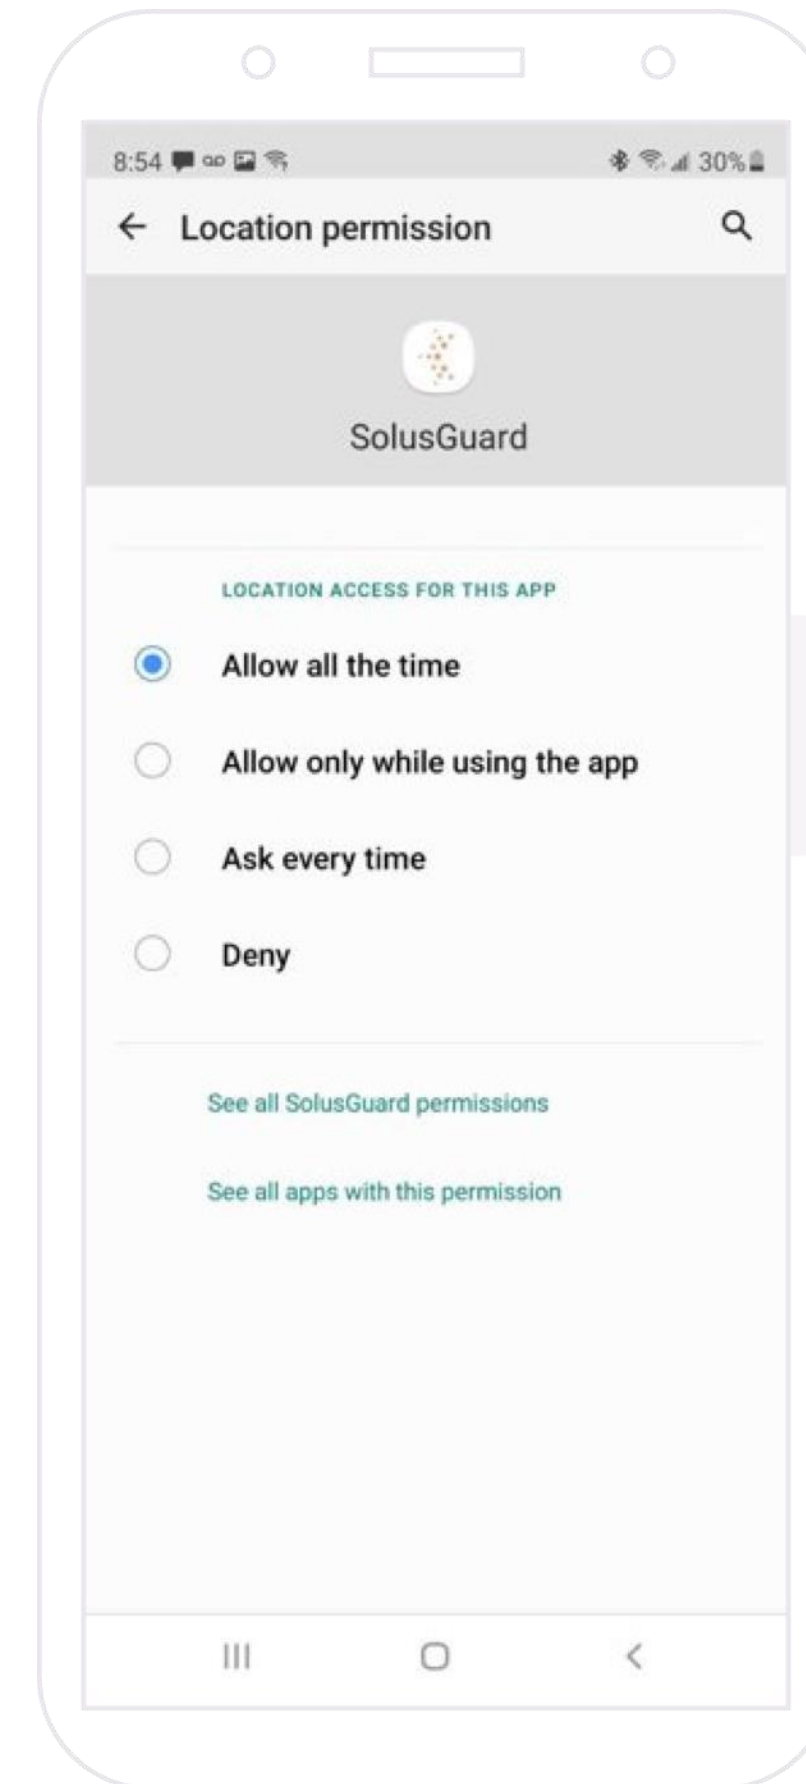 8:54 30%
Location permission
SolusGuard
LOCATION ACCESS FOR THIS APP
Allow all the time
Allow only while using the app
Ask every time
Deny
See all SolusGuard permissions
See all apps with this permission